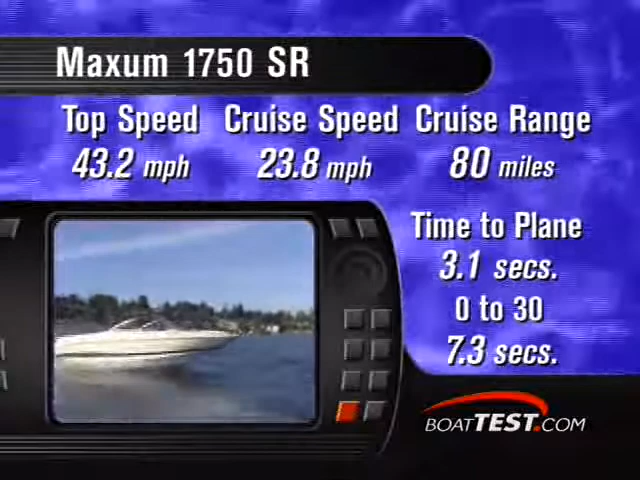 Maxum 1750 SR
Top Speed Cruise Speed Cruise Range
43.2 mph 23.8 mph 80 miles
Time to Plane
3.1 secs.
0 to 30
7.3 secs.
BOATTEST.COM